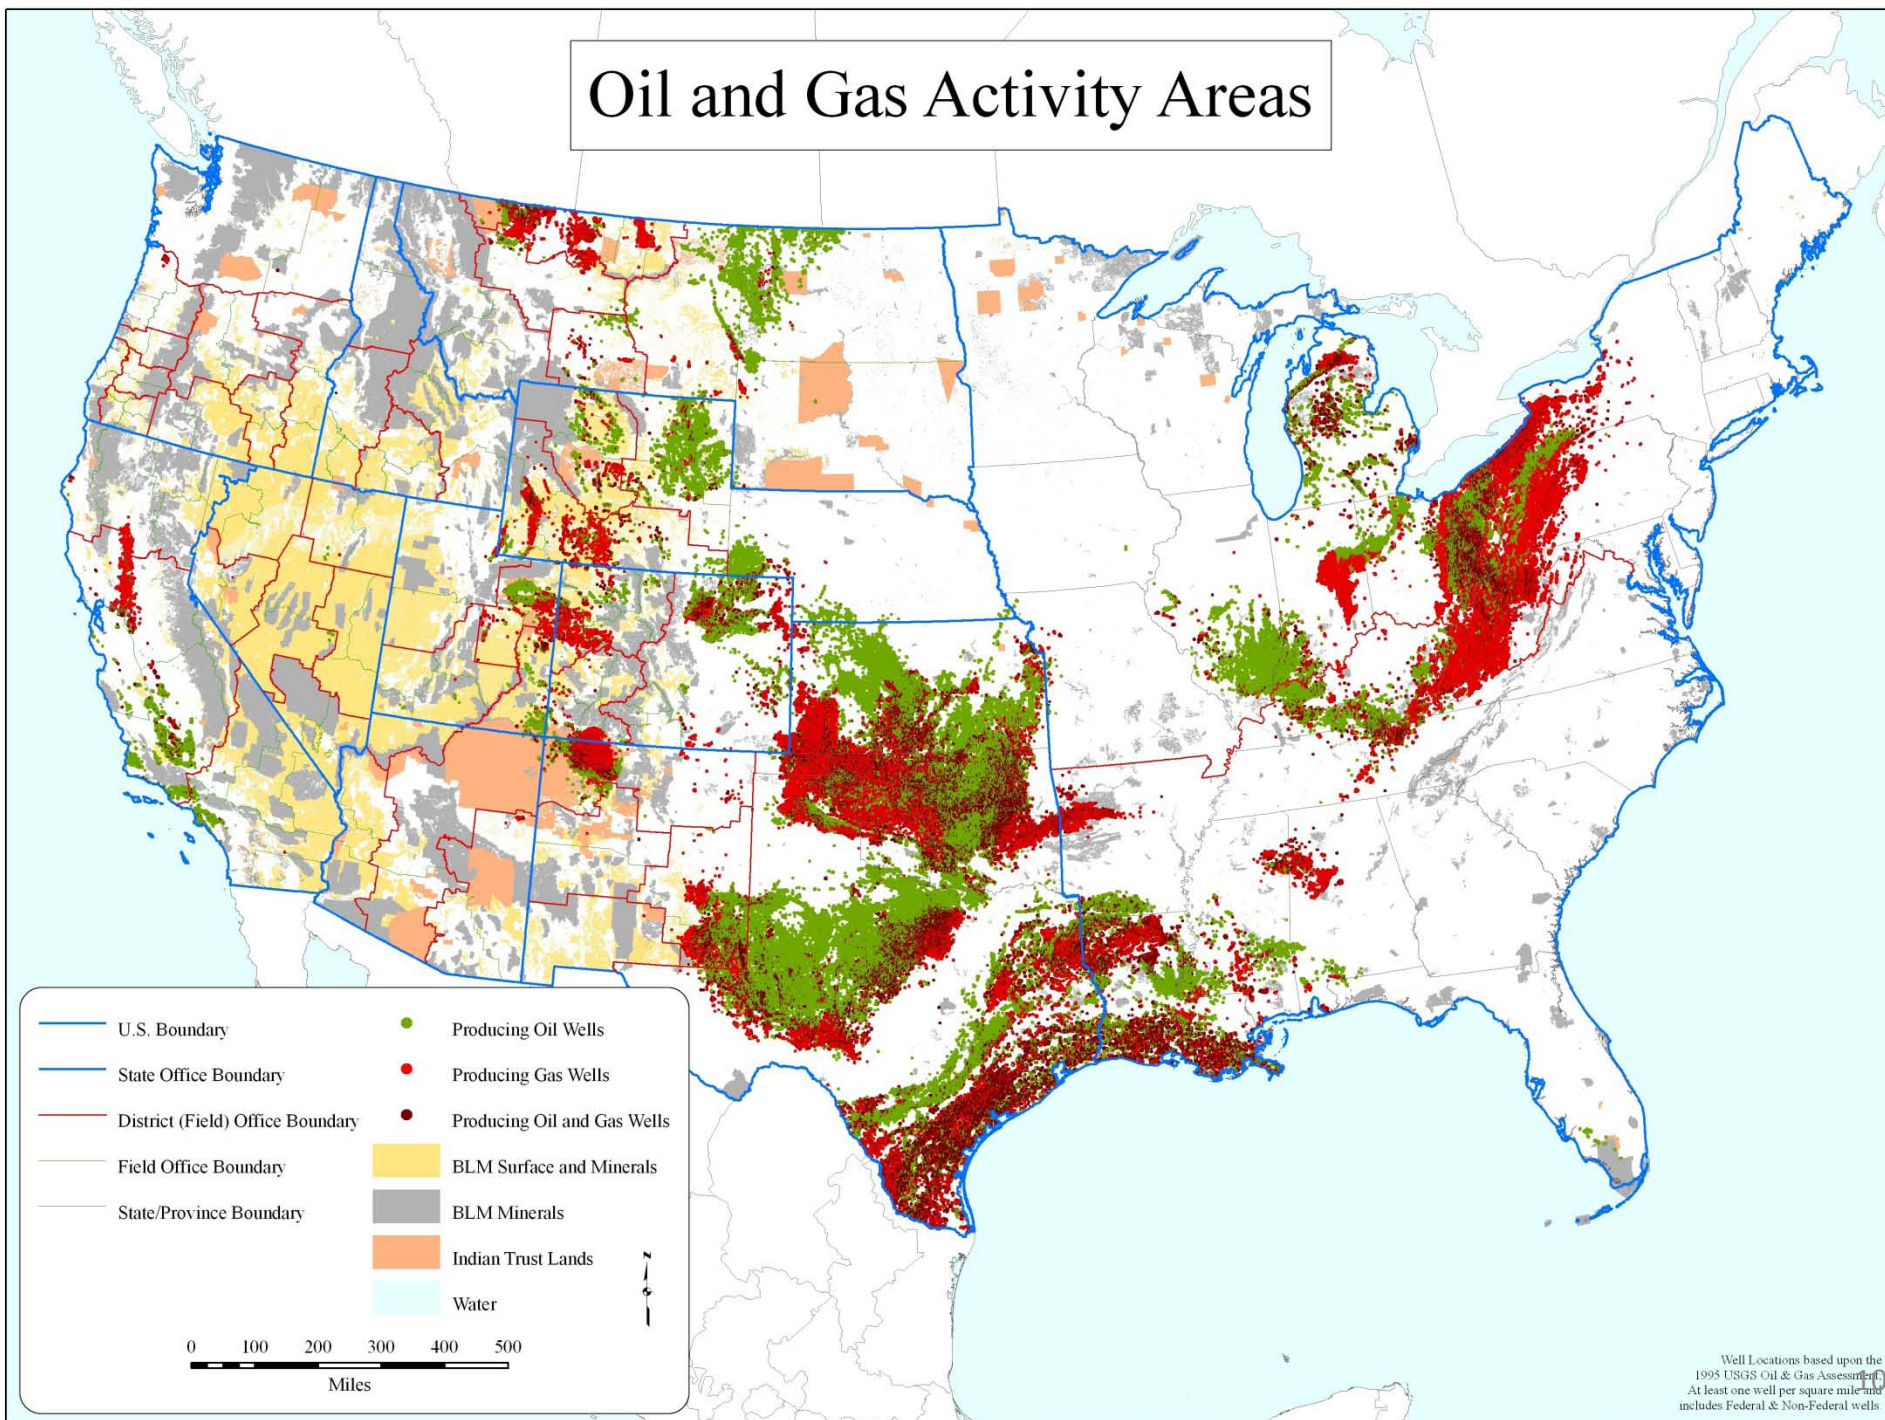 Oil and Gas Activity Areas
U.S. Boundary
State Office Boundary
District (Field) Office Boundary
Field Office Boundary
State/Province Boundary
Producing Oil Wells
Producing Gas Wells
Producing Oil and Gas Wells
BLM Surface and Minerals
BLM Minerals
Indian Trust Lands
Water
N
0 100 200 300 400 500
Miles
Well Locations based upon the
1995 USGS Oil & Gas Assessment.
At least one well per square mile and
includes Federal & Non-Federal wells
10